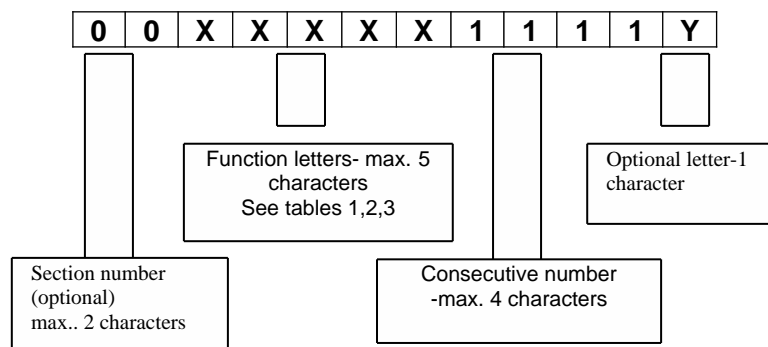 0 0 X X X X X 1 1 1 1 Y
Function letters- max. 5
characters
See tables 1,2,3
Optional letter-1
character
Section number
(optional)
max.. 2 characters
Consecutive number
-max. 4 characters